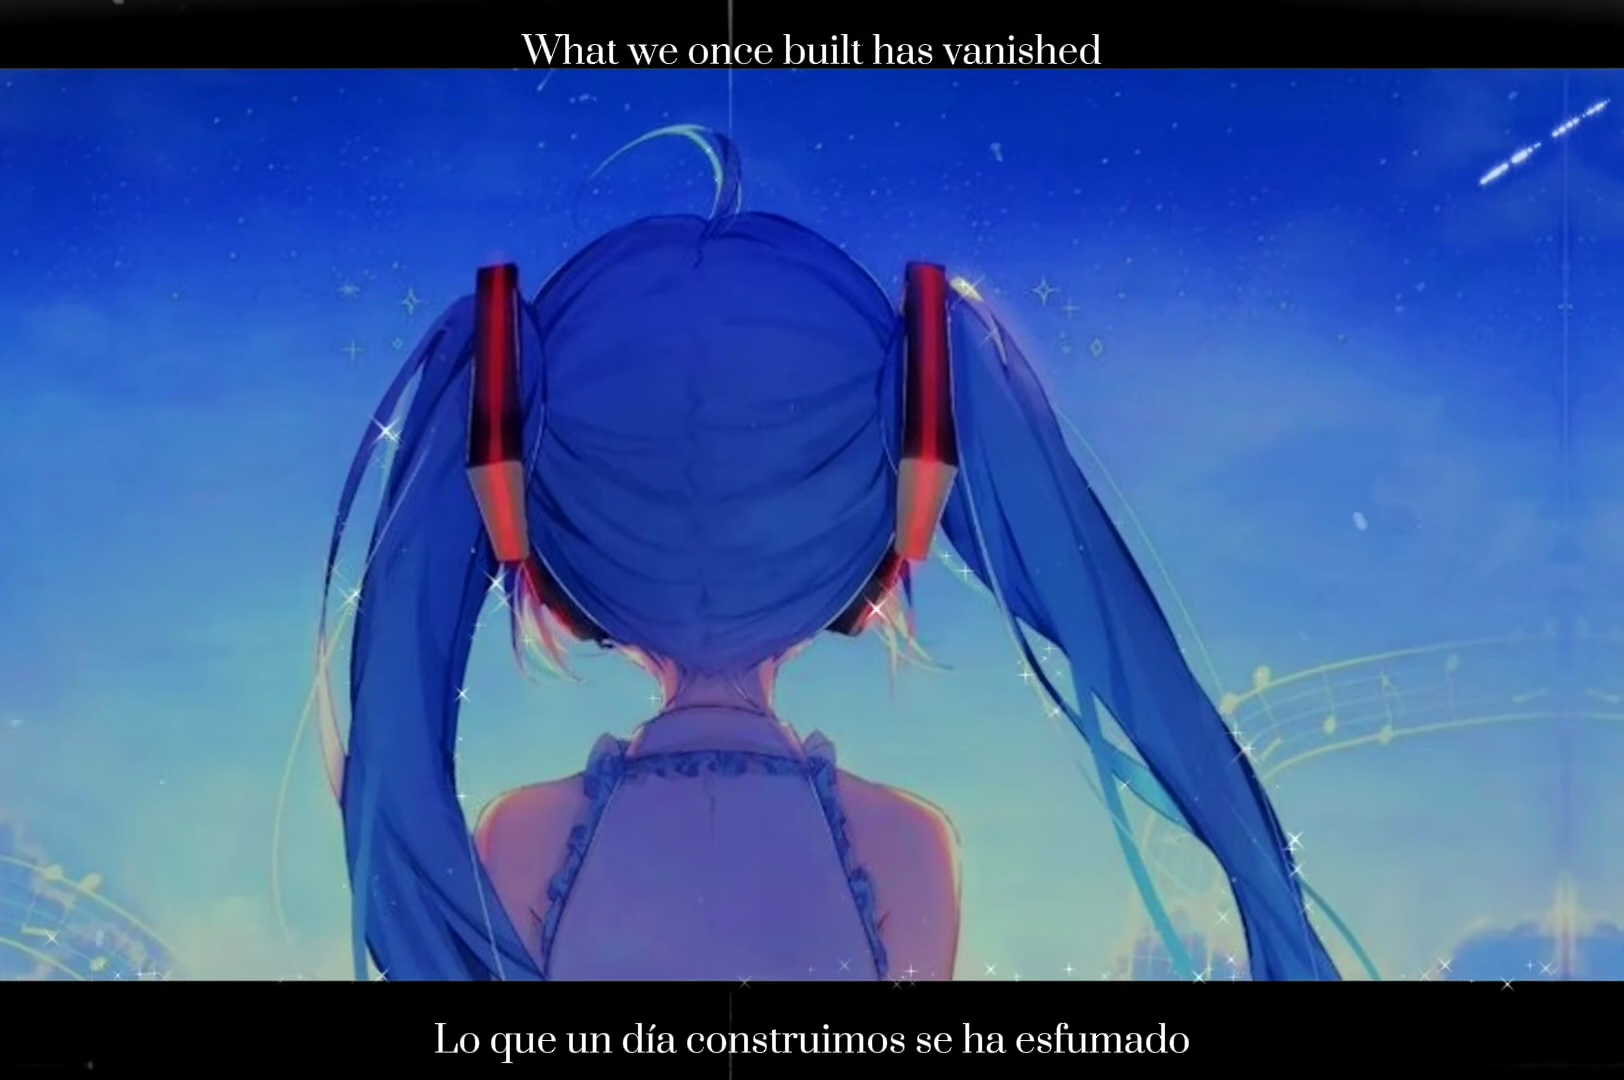 What we once built has vanished
Lo que un día construimos se ha esfumado